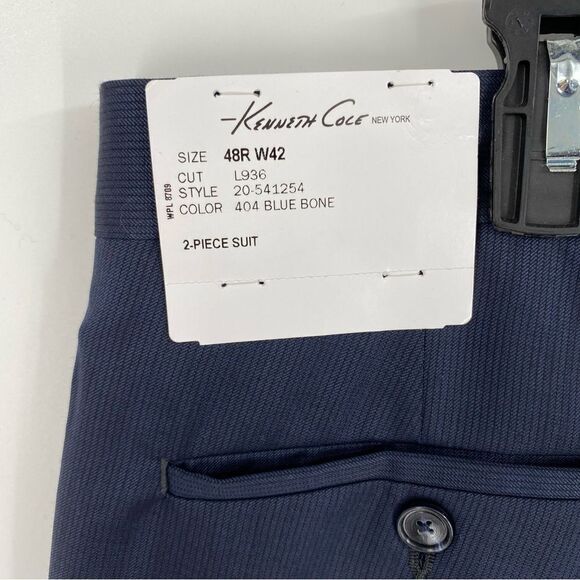 Kenneth Cole NEW YORK
SIZE 48R W42
CUT L936
STYLE 20-541254
COLOR 404 BLUE BONE
2-PIECE SUIT
WPL 8709